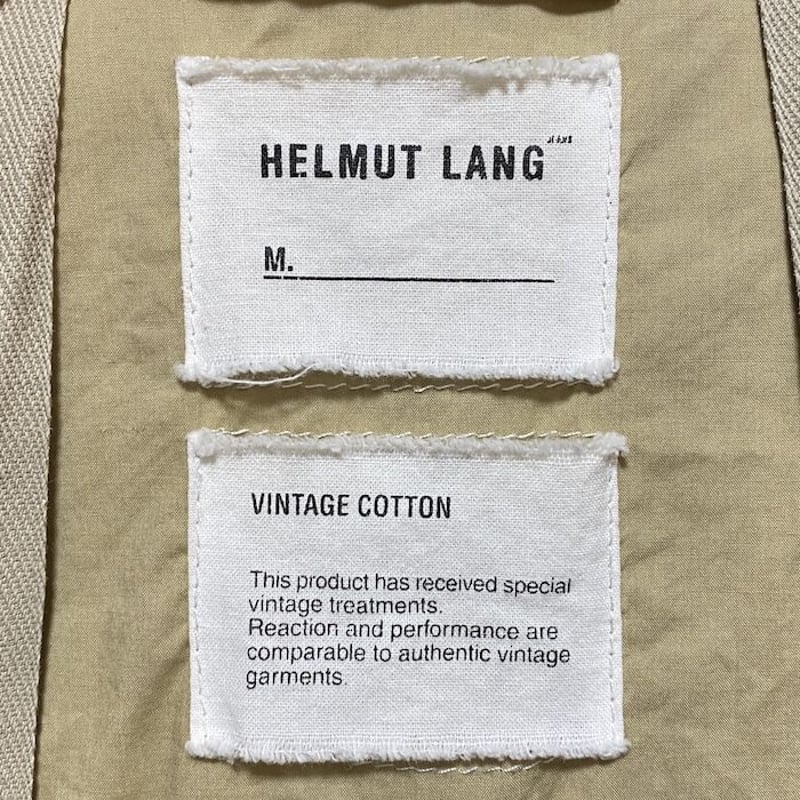 HELMUT LANG JEANS
M.
VINTAGE COTTON
This product has received special
vintage treatments.
Reaction and performance are
comparable to authentic vintage
garments.